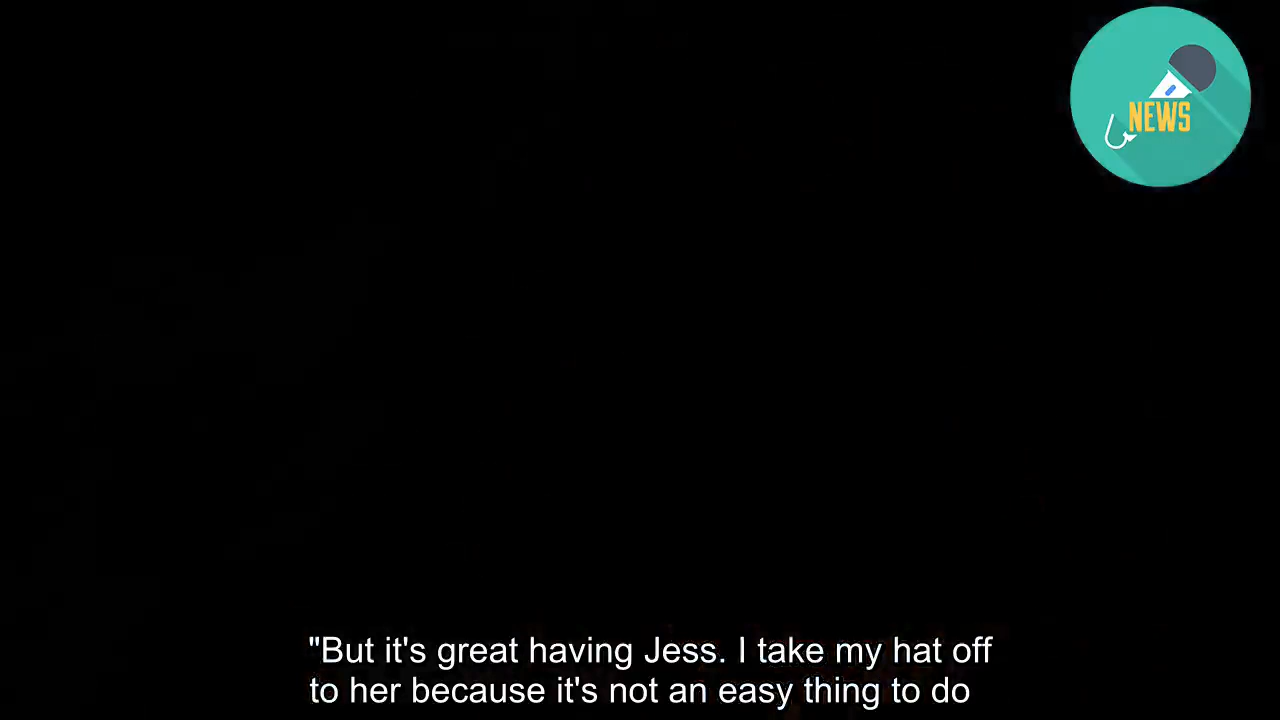 NEWS
"But it's great having Jess. I take my hat off
to her because it's not an easy thing to do